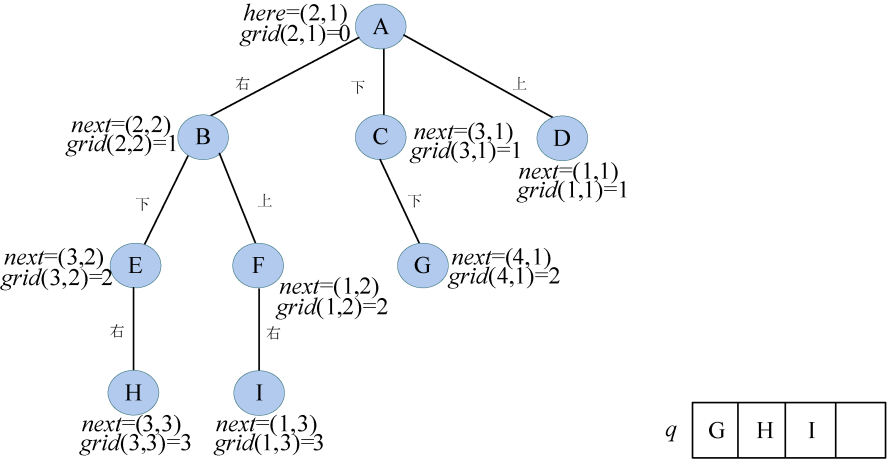 here=(2,1)
grid(2,1)=0
A
右
下
上
next=(2,2)
grid(2,2)=1
B
C
next=(3,1)
grid(3,1)=1
D
next=(1,1)
grid(1,1)=1
下
上
下
next=(3,2)
grid(3,2)=2
E
F
next=(1,2)
grid(1,2)=2
G
next=(4,1)
grid(4,1)=2
右
右
H
I
next=(3,3)
grid(3,3)=3
next=(1,3)
grid(1,3)=3
q G H I